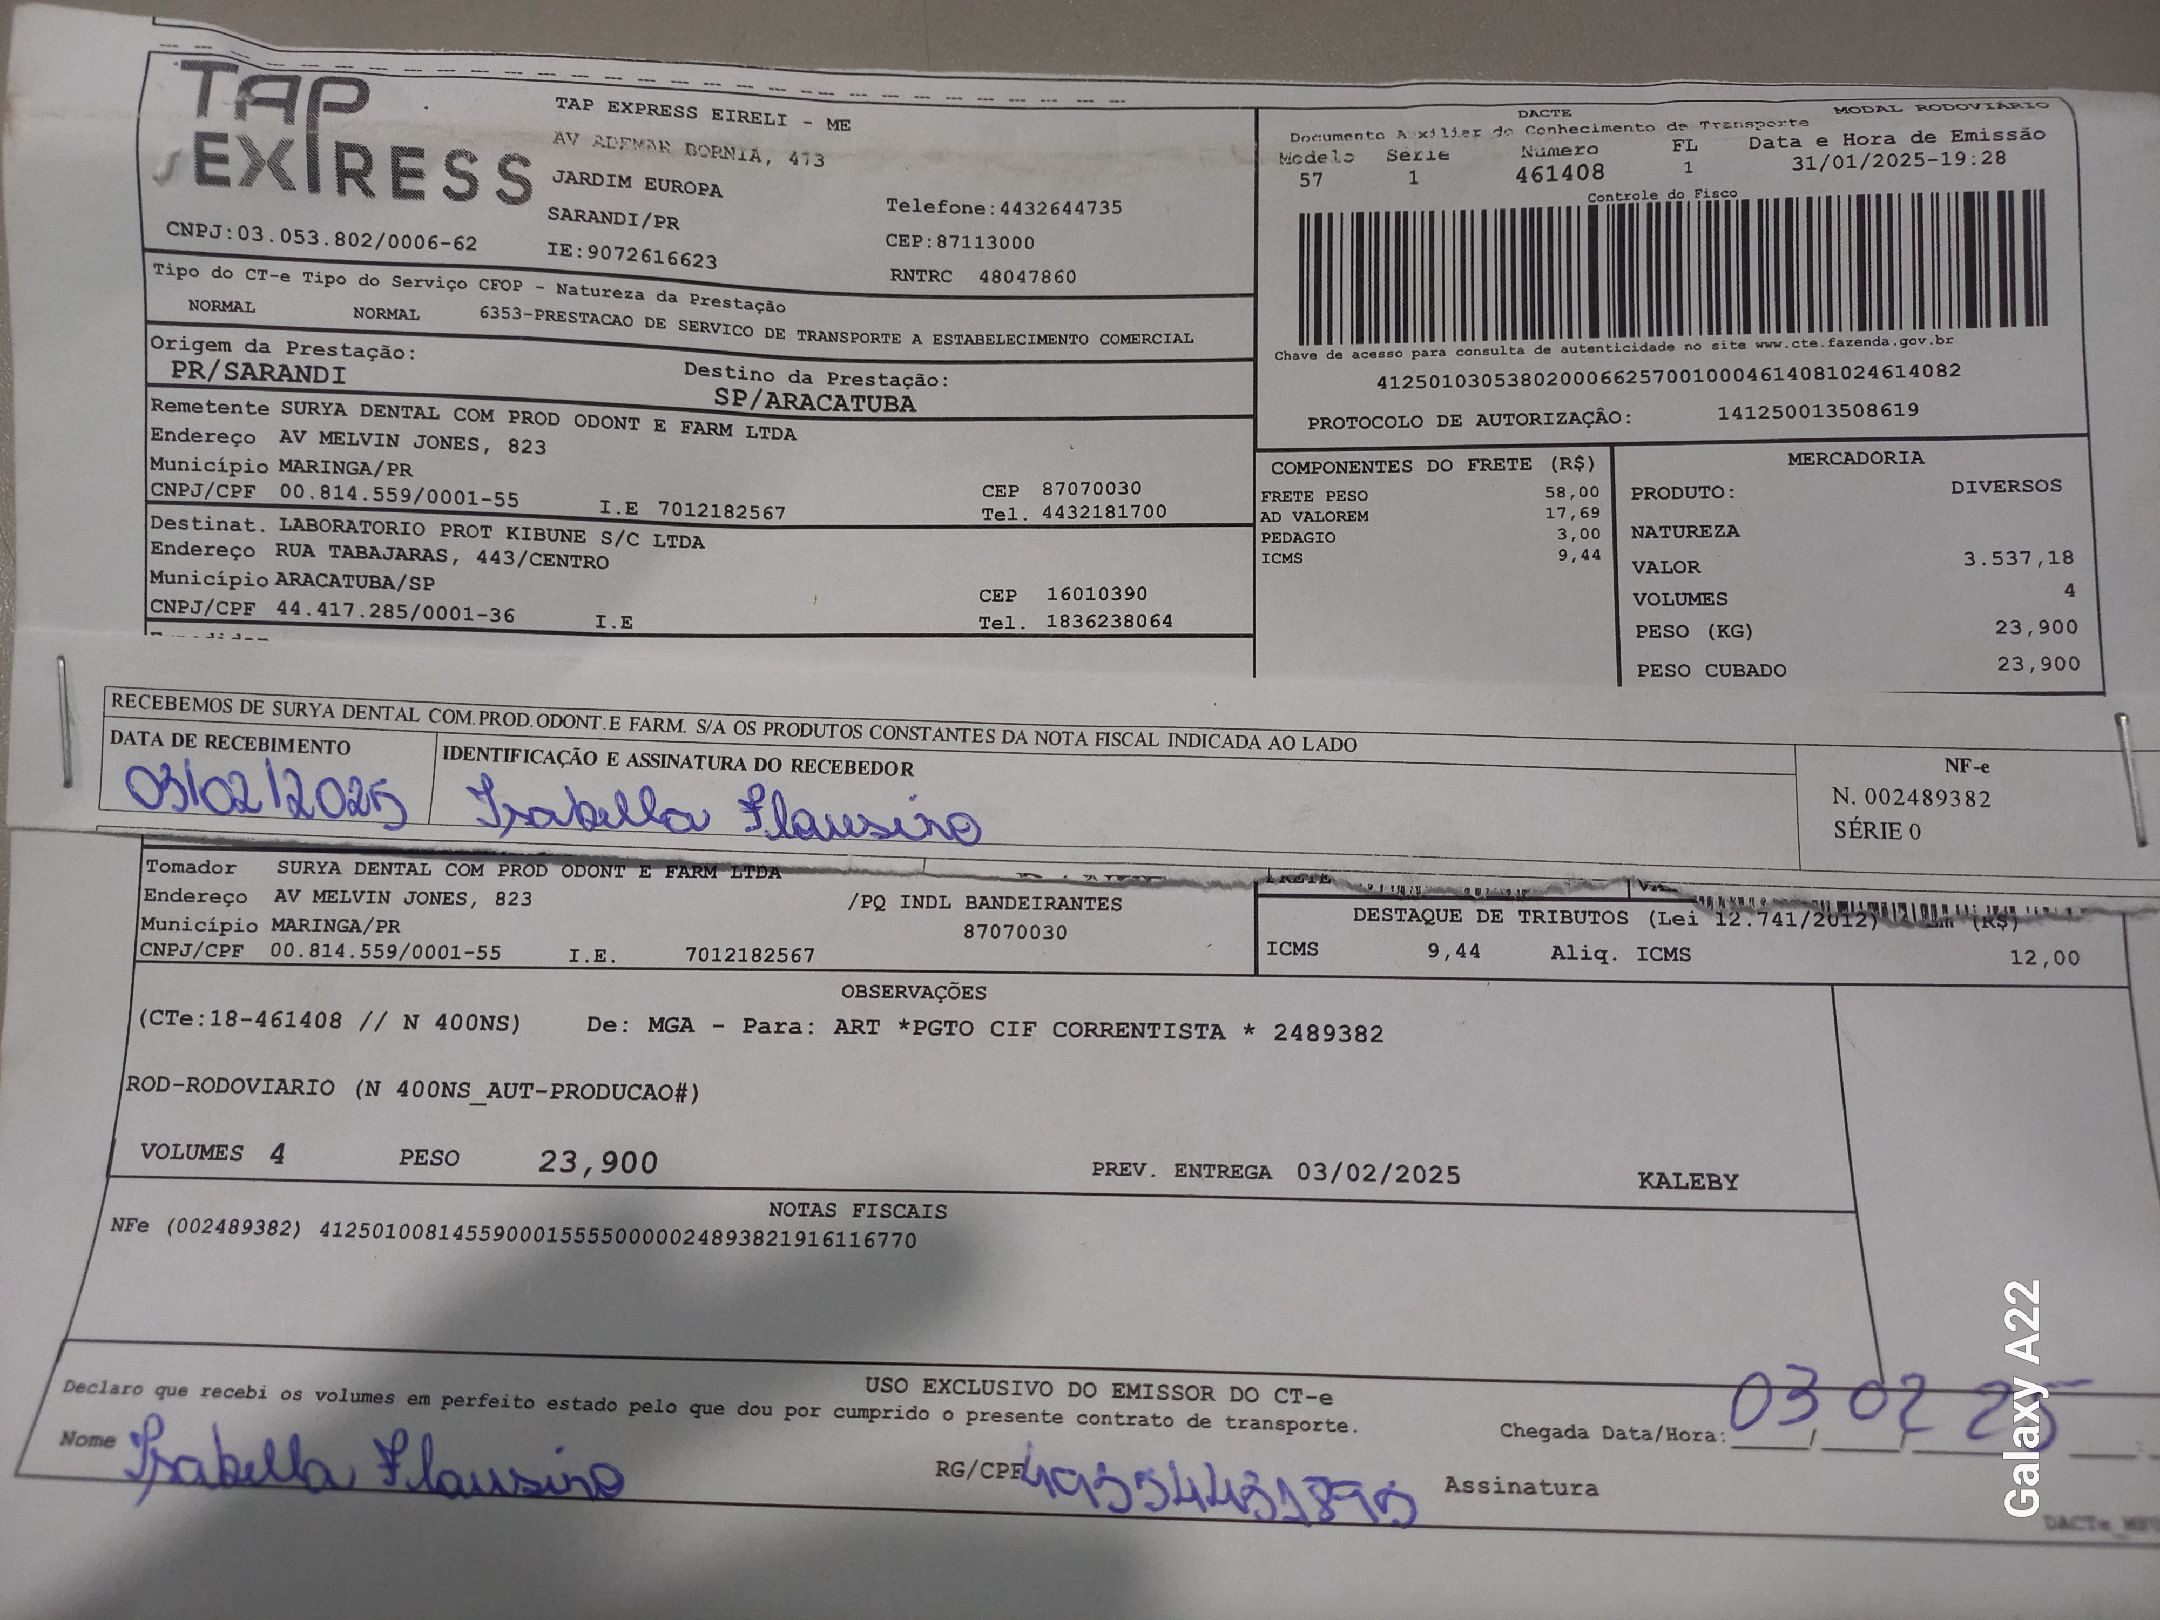 TAP EXPRESS
TAP EXPRESS EIRELI - ME
AV ADEMAR BORNIA, 473
JARDIM EUROPA
SARANDI/PR
Telefone:4432644735
CEP:87113000
CNPJ:03.053.802/0006-62
IE:9072616623
RNTRC 48047860
DACTE MODAL RODOVIÁRIO
Documento Auxiliar do Conhecimento de Transporte
Modelo Série Número FL Data e Hora de Emissão
57 1 461408 1 31/01/2025-19:28
Controle do Fisco
Chave de acesso para consulta de autenticidade no site www.cte.fazenda.gov.br
41250103053802000662570010004614081024614082
PROTOCOLO DE AUTORIZAÇÃO: 141250013508619
Tipo do CT-e Tipo do Serviço CFOP - Natureza da Prestação
NORMAL NORMAL 6353-PRESTACAO DE SERVICO DE TRANSPORTE A ESTABELECIMENTO COMERCIAL
Origem da Prestação: Destino da Prestação:
PR/SARANDI SP/ARACATUBA
Remetente SURYA DENTAL COM PROD ODONT E FARM LTDA
Endereço AV MELVIN JONES, 823
Município MARINGA/PR CEP 87070030
CNPJ/CPF 00.814.559/0001-55 I.E 7012182567 Tel. 4432181700
Destinat. LABORATORIO PROT KIBUNE S/C LTDA
Endereço RUA TABAJARAS, 443/CENTRO
Município ARACATUBA/SP CEP 16010390
CNPJ/CPF 44.417.285/0001-36 I.E Tel. 1836238064
COMPONENTES DO FRETE (R$)
FRETE PESO 58,00
AD VALOREM 17,69
PEDAGIO 3,00
ICMS 9,44
MERCADORIA
PRODUTO: DIVERSOS
NATUREZA
VALOR 3.537,18
VOLUMES 4
PESO (KG) 23,900
PESO CUBADO 23,900
RECEBEMOS DE SURYA DENTAL COM.PROD.ODONT.E FARM. S/A OS PRODUTOS CONSTANTES DA NOTA FISCAL INDICADA AO LADO
DATA DE RECEBIMENTO IDENTIFICAÇÃO E ASSINATURA DO RECEBEDOR
03/02/2025 Isabella Flausino
NF-e
N. 002489382
SÉRIE 0
Tomador SURYA DENTAL COM PROD ODONT E FARM LTDA
Endereço AV MELVIN JONES, 823 /PQ INDL BANDEIRANTES
Município MARINGA/PR 87070030
CNPJ/CPF 00.814.559/0001-55 I.E. 7012182567
FRETE
DESTAQUE DE TRIBUTOS (Lei 12.741/2012) Em (R$)
ICMS 9,44 Aliq. ICMS 12,00
OBSERVAÇÕES
(CTe:18-461408 // N 400NS) De: MGA - Para: ART *PGTO CIF CORRENTISTA * 2489382
ROD-RODOVIARIO (N 400NS_AUT-PRODUCAO#)
VOLUMES 4 PESO 23,900 PREV. ENTREGA 03/02/2025 KALEBY
NOTAS FISCAIS
NFe (002489382) 41250100814559000155550000024893821916116770
USO EXCLUSIVO DO EMISSOR DO CT-e
Declaro que recebi os volumes em perfeito estado pelo que dou por cumprido o presente contrato de transporte.
Chegada Data/Hora: 03 02 25
Nome Isabella Flausino RG/CPF 49554451895 Assinatura
Galaxy A22